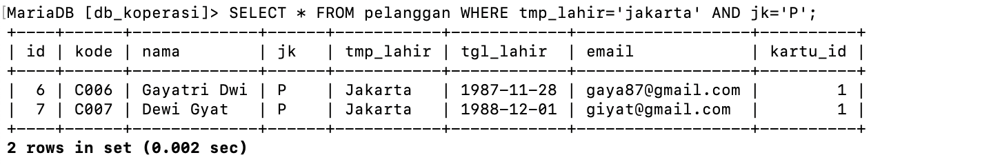 [MariaDB [db_koperasi]> SELECT * FROM pelanggan WHERE tmp_lahir='jakarta' AND jk='P';
+----+------+-------------+------+-----------+------------+------------------+----------+
| id | kode | nama        | jk   | tmp_lahir | tgl_lahir  | email            | kartu_id |
+----+------+-------------+------+-----------+------------+------------------+----------+
|  6 | C006 | Gayatri Dwi | P    | Jakarta   | 1987-11-28 | gaya87@gmail.com |        1 |
|  7 | C007 | Dewi Gyat   | P    | Jakarta   | 1988-12-01 | giyat@gmail.com  |        1 |
+----+------+-------------+------+-----------+------------+------------------+----------+
2 rows in set (0.002 sec)